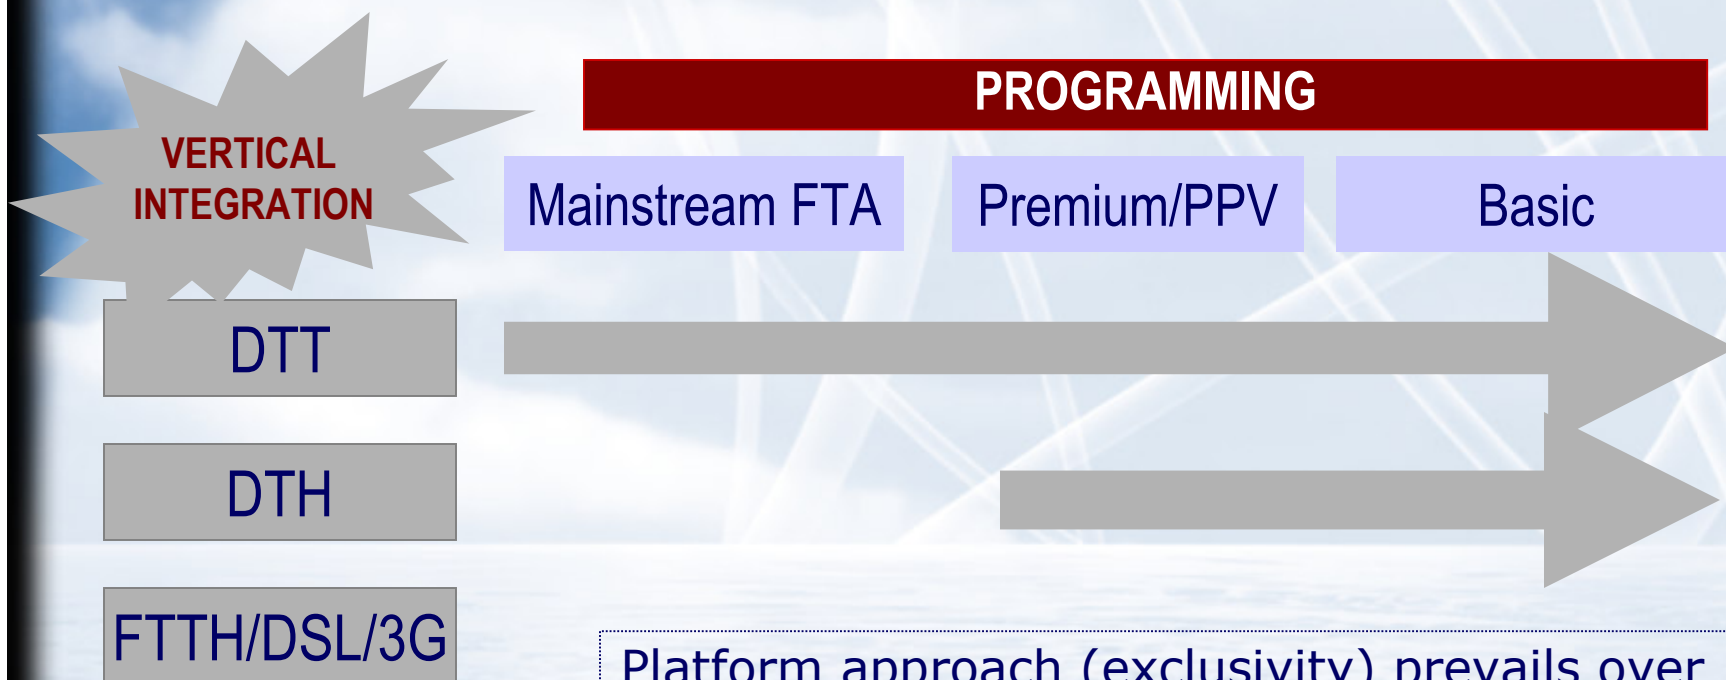 PROGRAMMING
VERTICAL
INTEGRATION
Mainstream FTA
Premium/PPV
Basic
DTT
DTH
FTTH/DSL/3G
Platform approach (exclusivity) prevails over